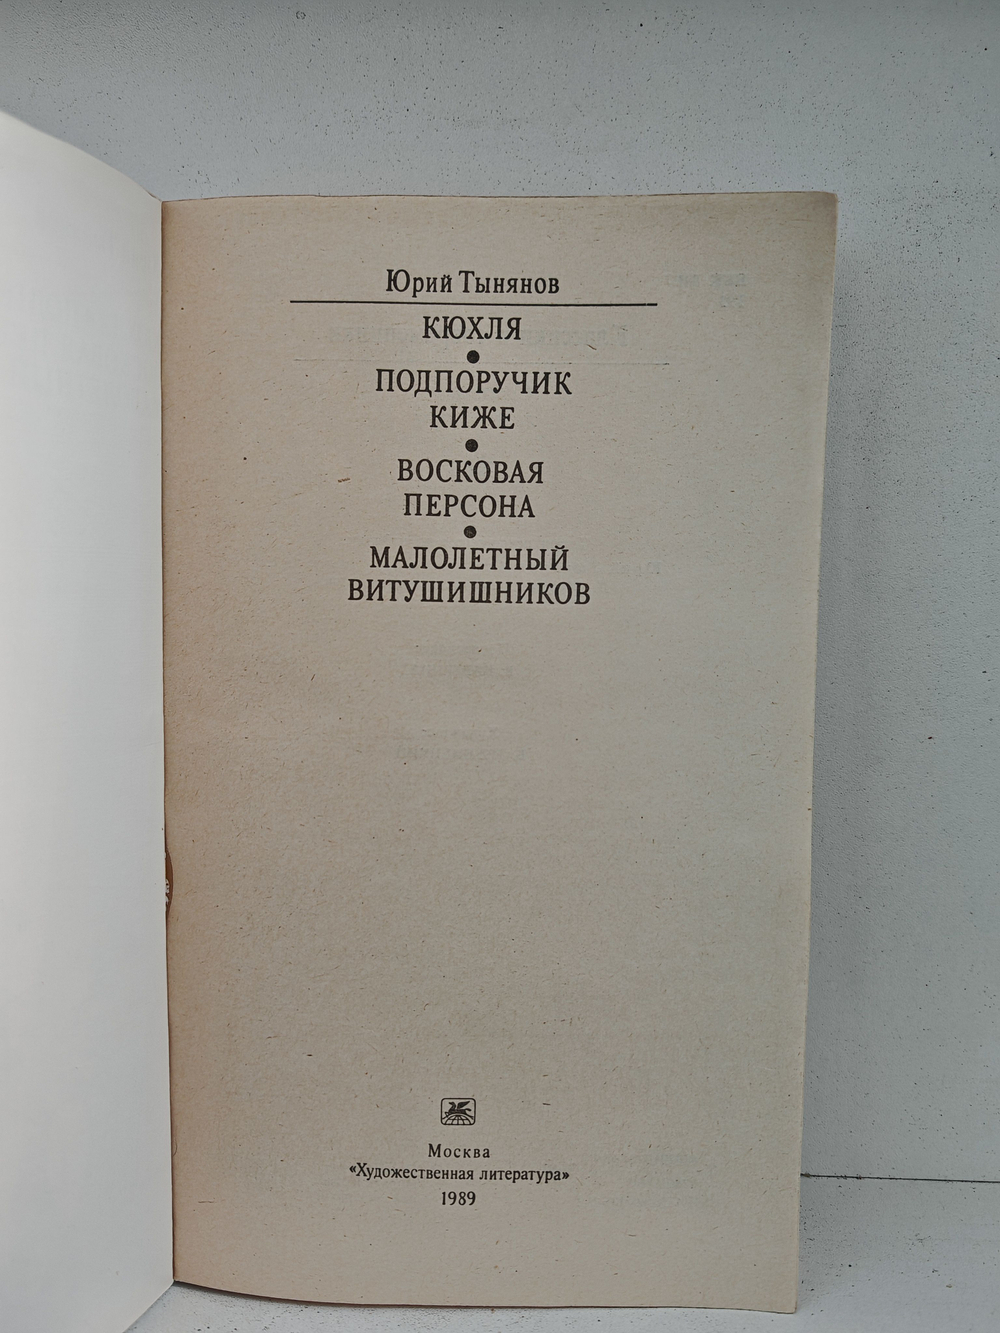 Юрий Тынянов
КЮХЛЯ
•
ПОДПОРУЧИК
КИЖЕ
•
ВОСКОВАЯ
ПЕРСОНА
•
МАЛОЛЕТНЫЙ
ВИТУШИШНИКОВ
Москва
«Художественная литература»
1989